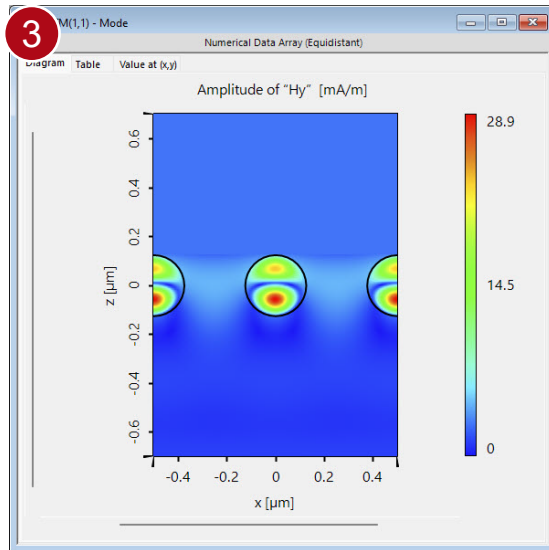 3
M(1,1) - Mode
Numerical Data Array (Equidistant)
Diagram Table Value at (x,y)
Amplitude of "Hy" [mA/m]
28.9
14.5
0
z [µm]
0.6
0.4
0.2
0
-0.2
-0.4
-0.6
-0.4 -0.2 0 0.2 0.4
x [µm]